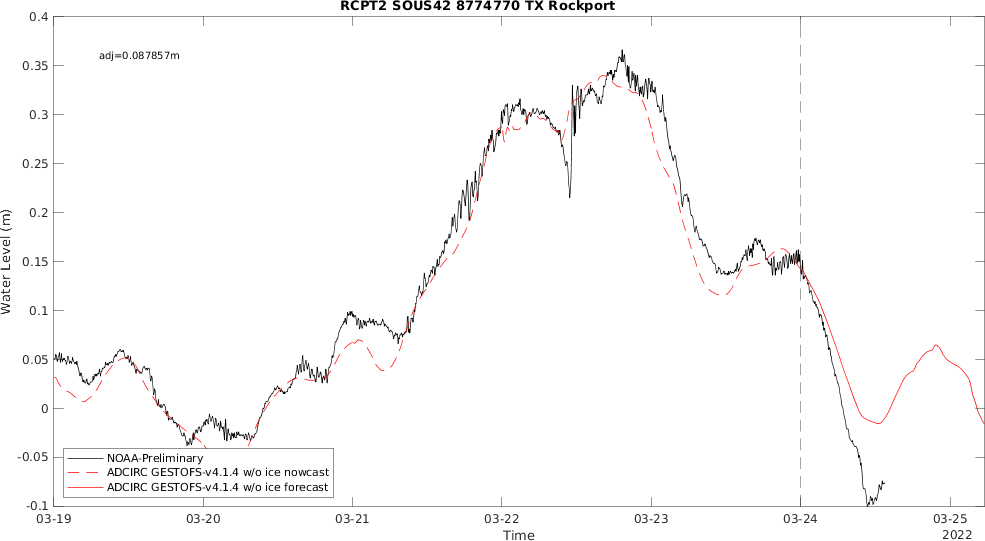 RCPT2 SOUS42 8774770 TX Rockport
adj=0.087857m
0.4
0.35
0.3
0.25
0.2
0.15
0.1
0.05
0
-0.05
-0.1
Water Level (m)
NOAA-Preliminary
ADCIRC GESTOFS-v4.1.4 w/o ice nowcast
ADCIRC GESTOFS-v4.1.4 w/o ice forecast
03-19 03-20 03-21 03-22 03-23 03-24 03-25
Time
2022